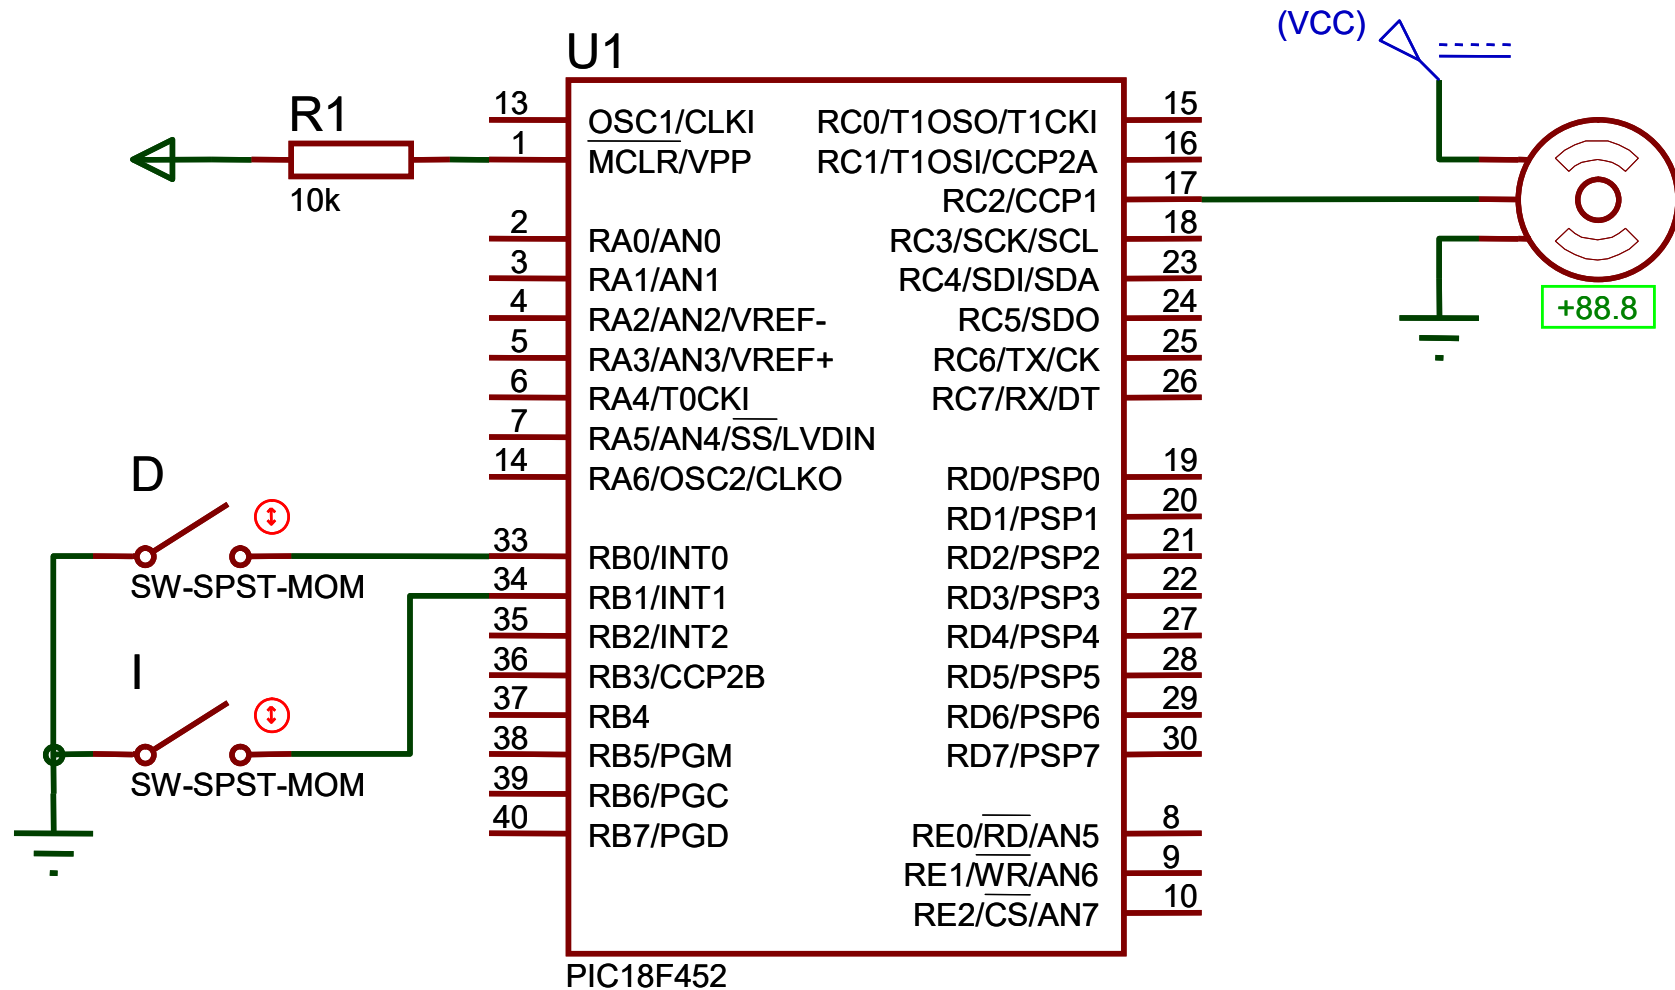 (VCC)
U1
R1
10k
13
1
2
3
4
5
6
7
14
33
34
35
36
37
38
39
40
OSC1/CLKI
MCLR/VPP
RA0/AN0
RA1/AN1
RA2/AN2/VREF-
RA3/AN3/VREF+
RA4/T0CKI
RA5/AN4/SS/LVDIN
RA6/OSC2/CLKO
RB0/INT0
RB1/INT1
RB2/INT2
RB3/CCP2B
RB4
RB5/PGM
RB6/PGC
RB7/PGD
RC0/T1OSO/T1CKI
RC1/T1OSI/CCP2A
RC2/CCP1
RC3/SCK/SCL
RC4/SDI/SDA
RC5/SDO
RC6/TX/CK
RC7/RX/DT
RD0/PSP0
RD1/PSP1
RD2/PSP2
RD3/PSP3
RD4/PSP4
RD5/PSP5
RD6/PSP6
RD7/PSP7
RE0/RD/AN5
RE1/WR/AN6
RE2/CS/AN7
15
16
17
18
23
24
25
26
19
20
21
22
27
28
29
30
8
9
10
+88.8
D
SW-SPST-MOM
I
SW-SPST-MOM
PIC18F452